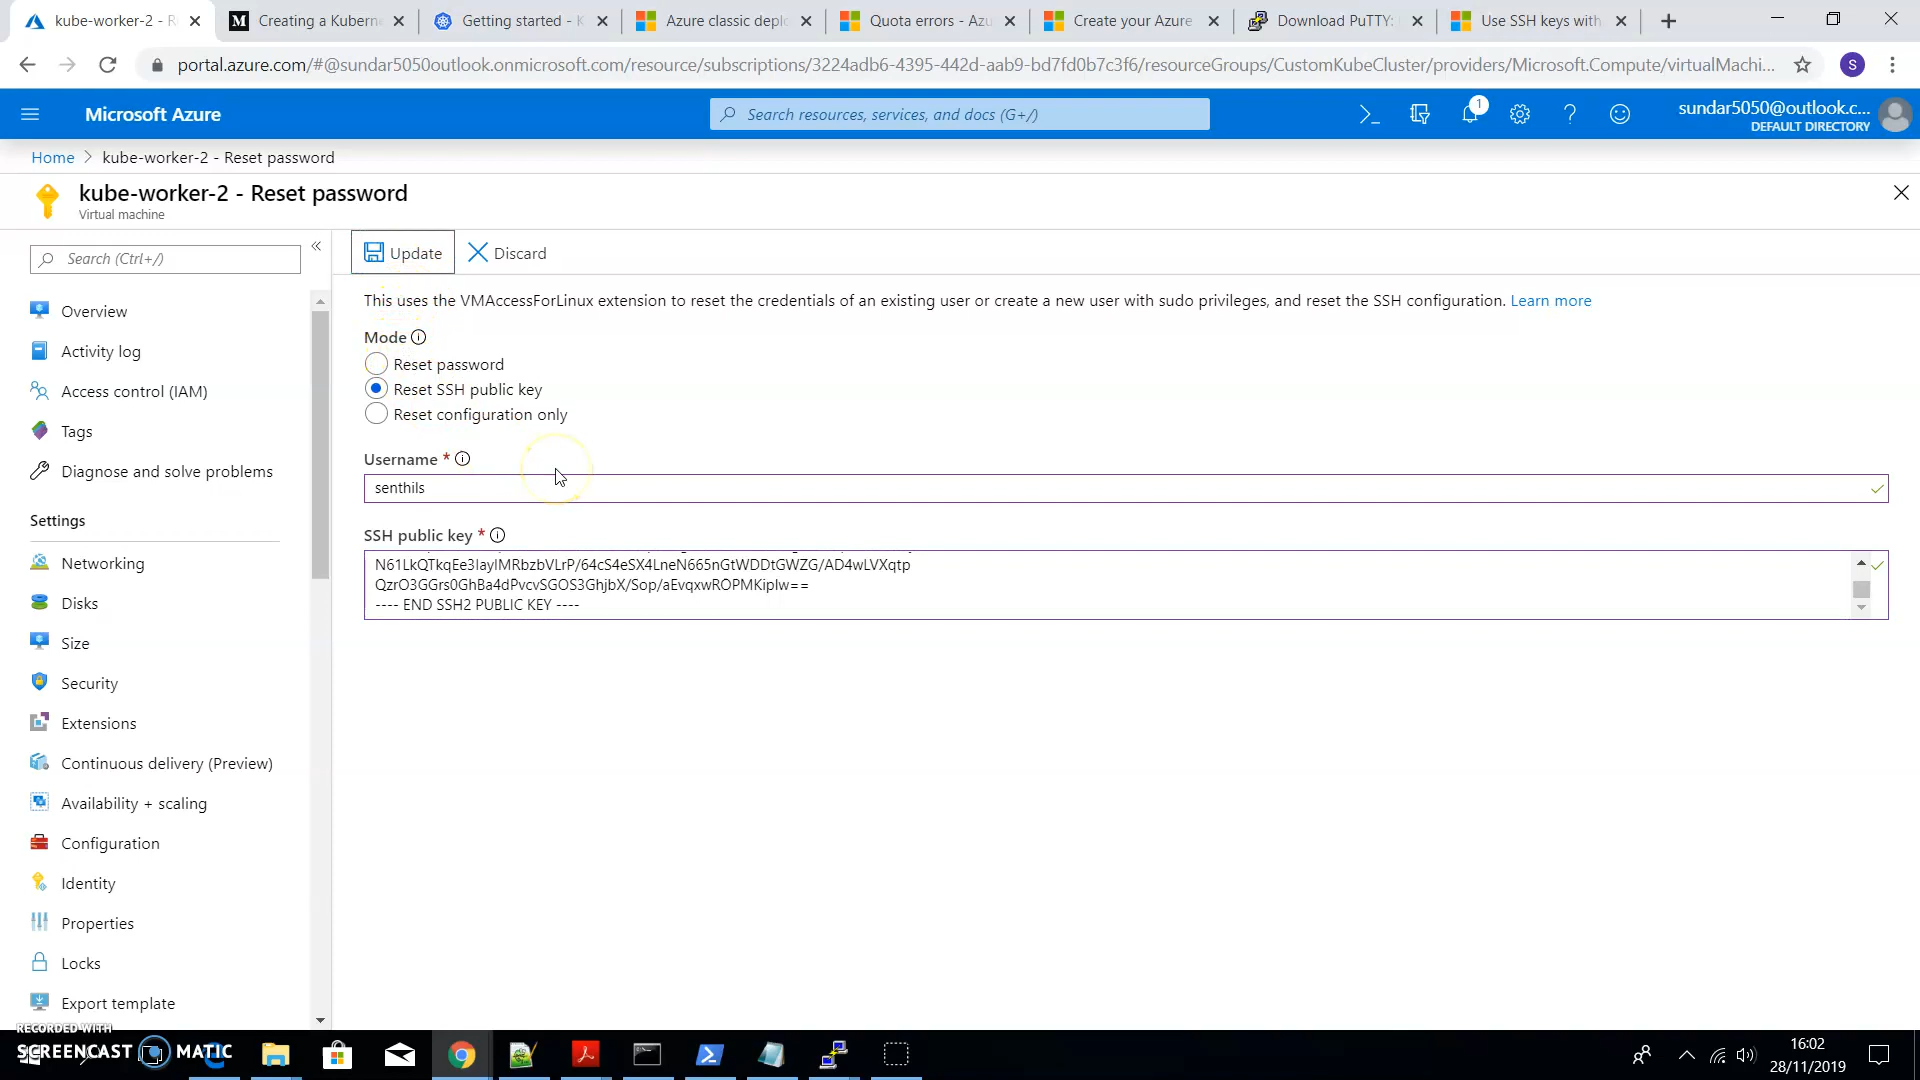 kube-worker-2 - R
Creating a Kubern
Getting started - K
Azure classic depl
Quota errors - Azu
Create your Azure
Download PuTTY:
Use SSH keys with
portal.azure.com/#@sundar5050outlook.onmicrosoft.com/resource/subscriptions/3224adb6-4395-442d-aab9-bd7fd0b7c3f6/resourceGroups/CustomKubeCluster/providers/Microsoft.Compute/virtualMachi...
S
Microsoft Azure
Search resources, services, and docs (G+/)
1
sundar5050@outlook.c...
DEFAULT DIRECTORY
Home > kube-worker-2 - Reset password
kube-worker-2 - Reset password
Virtual machine
Search (Ctrl+/)
Overview
Activity log
Access control (IAM)
Tags
Diagnose and solve problems
Settings
Networking
Disks
Size
Security
Extensions
Continuous delivery (Preview)
Availability + scaling
Configuration
Identity
Properties
Locks
Export template
Update
Discard
This uses the VMAccessForLinux extension to reset the credentials of an existing user or create a new user with sudo privileges, and reset the SSH configuration. Learn more
Mode
Reset password
Reset SSH public key
Reset configuration only
Username *
senthils
SSH public key *
N61LkQTkqEe3IayIMRbzbVLrP/64cS4eSX4LneN665nGtWDDtGWZG/AD4wLVXqtp
QzrO3GGrs0GhBa4dPvcvSGOS3GhjbX/Sop/aEvqxwROPMKipIw==
---- END SSH2 PUBLIC KEY ----
RECORDED WITH
SCREENCAST MATIC
16:02
28/11/2019